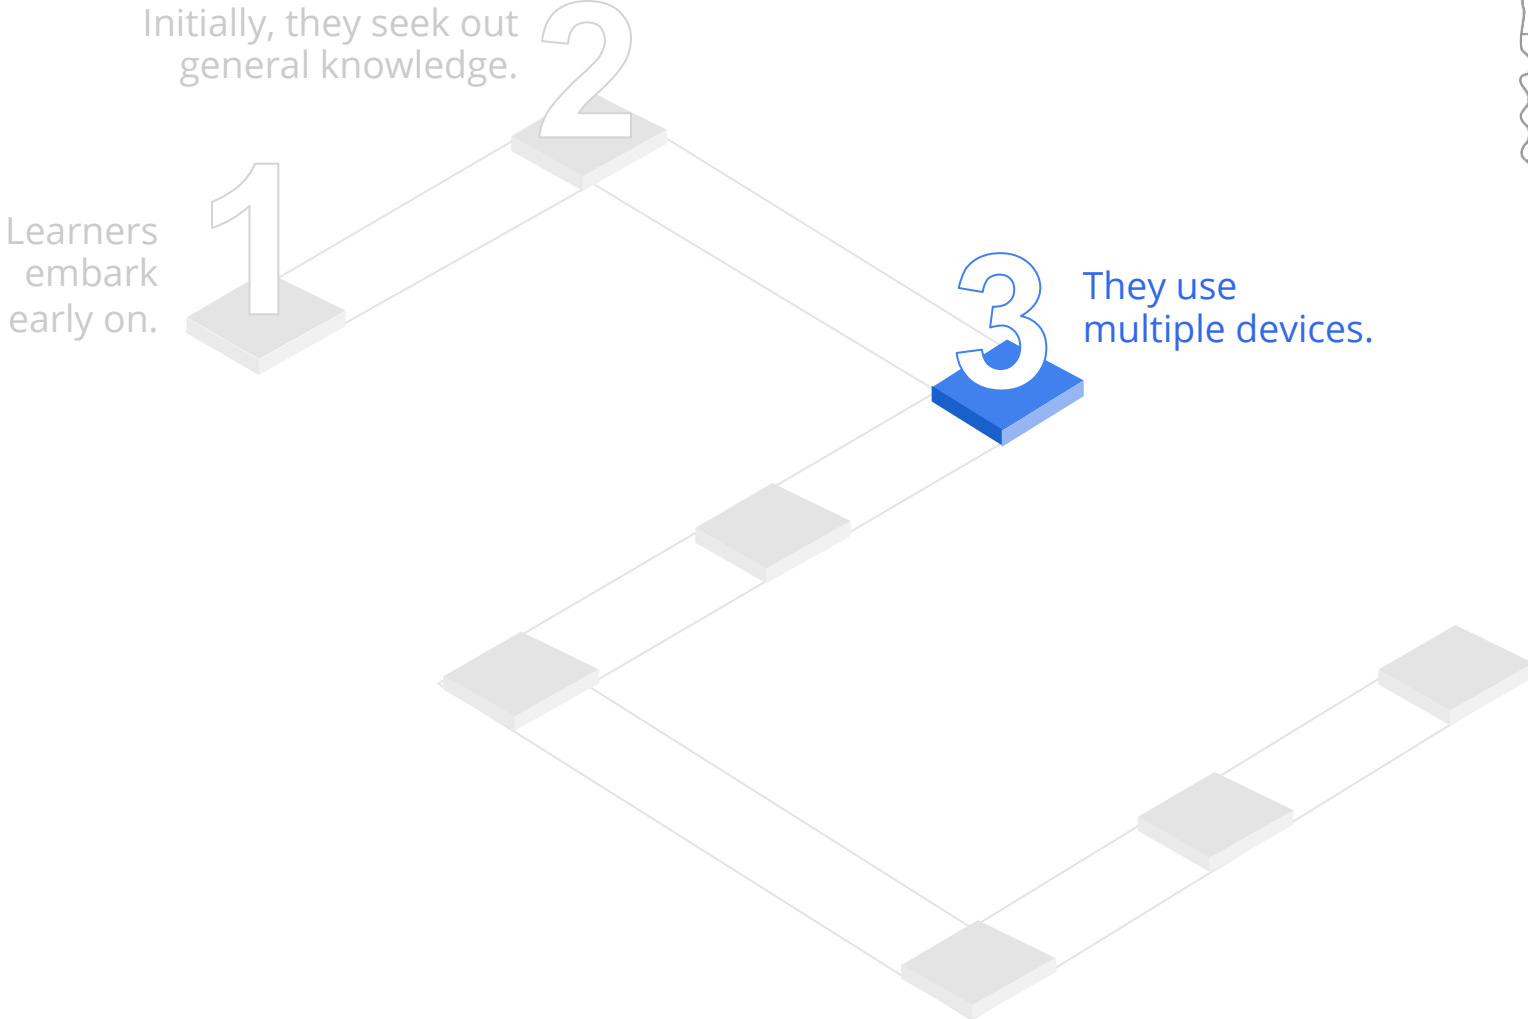 Initially, they seek out
general knowledge.
2
1
Learners
embark
early on.
3
They use
multiple devices.